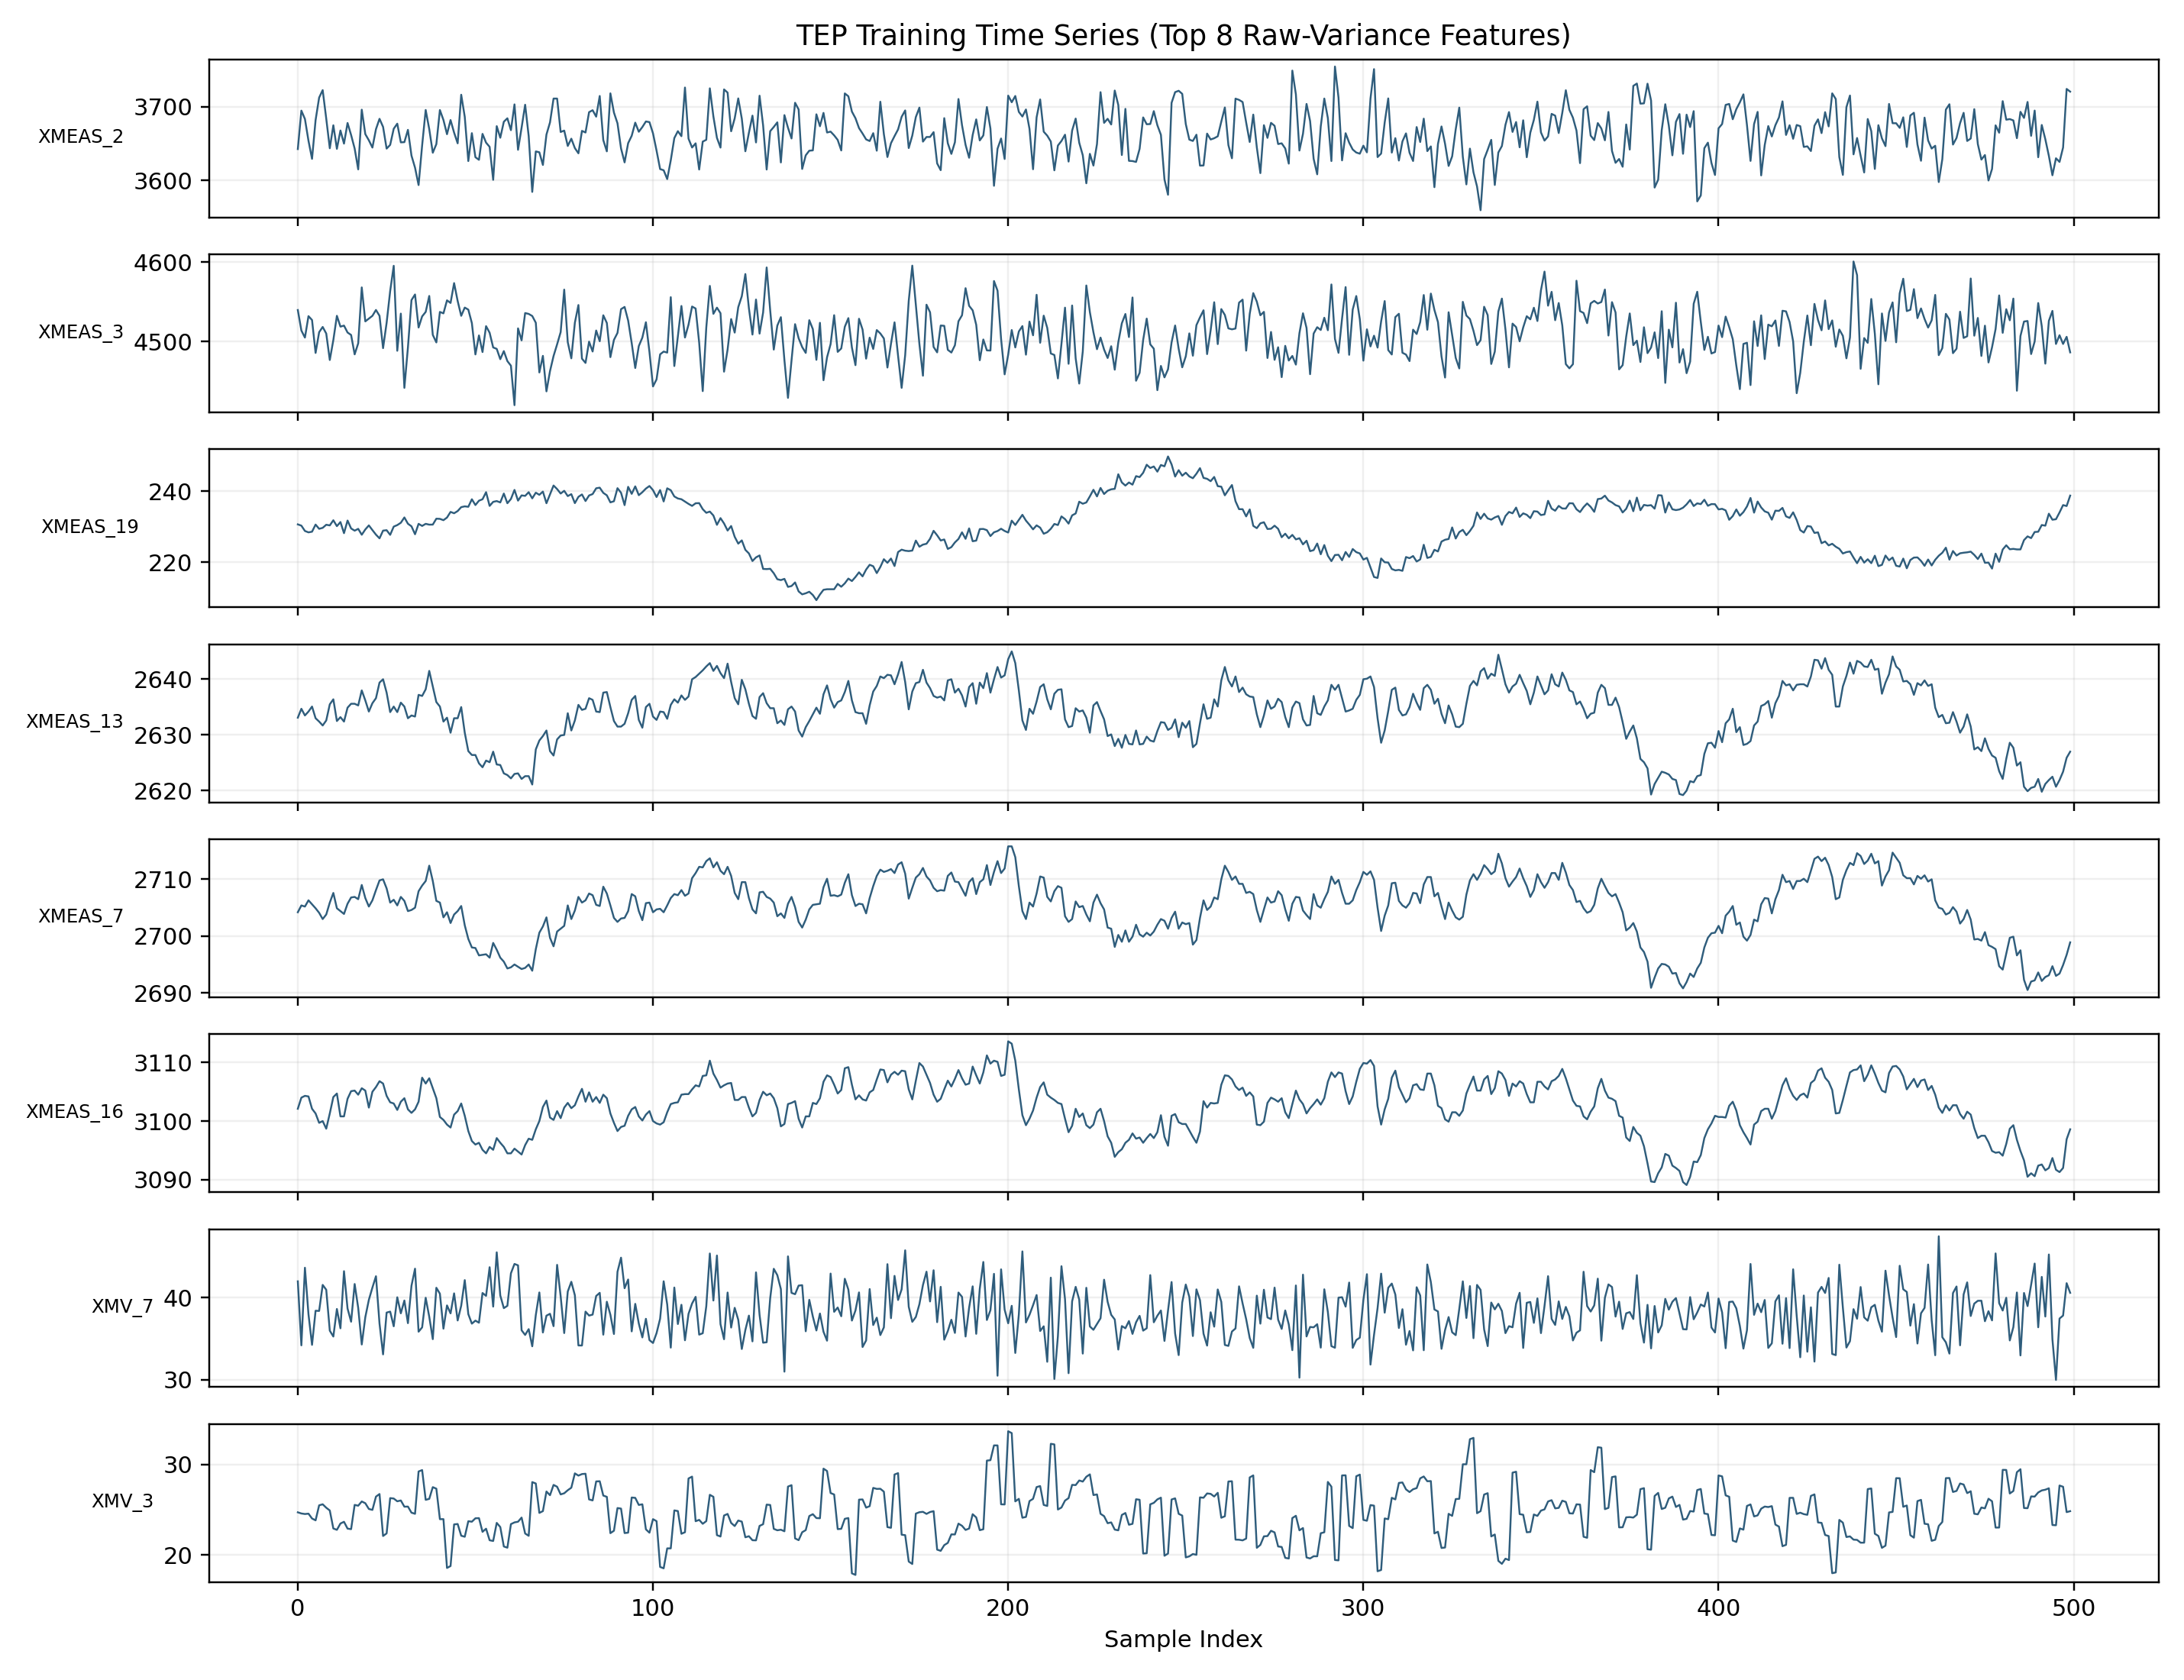 TEP Training Time Series (Top 8 Raw-Variance Features)
XMEAS_2
3700
3600
XMEAS_3
4600
4500
XMEAS_19
240
220
XMEAS_13
2640
2630
2620
XMEAS_7
2710
2700
2690
XMEAS_16
3110
3100
3090
XMV_7
40
30
XMV_3
30
20
0 100 200 300 400 500
Sample Index